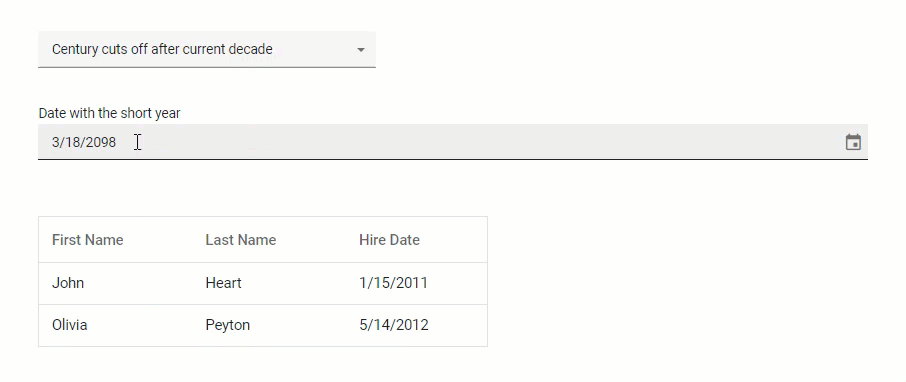 Century cuts off after current decade
Date with the short year
3/18/2098
First Name Last Name Hire Date
John Heart 1/15/2011
Olivia Peyton 5/14/2012